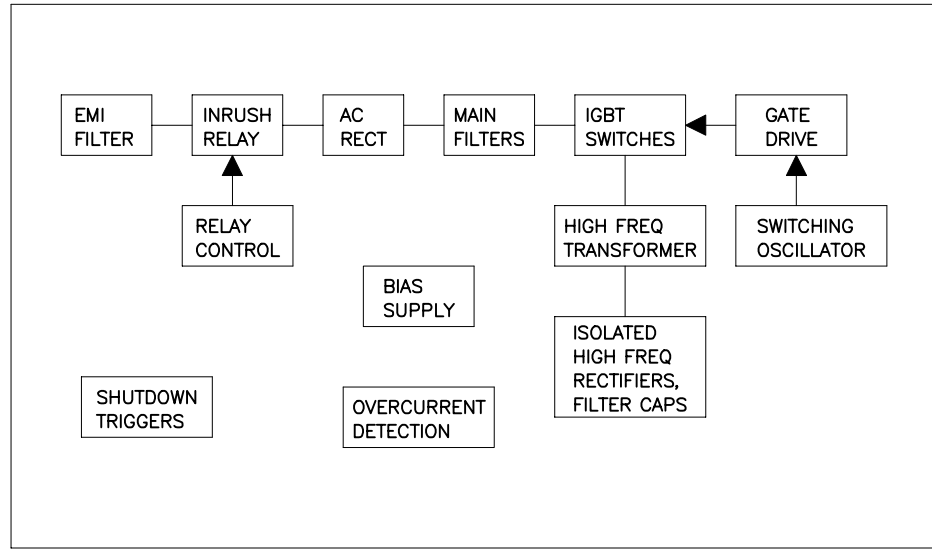 EMI
FILTER
INRUSH
RELAY
AC
RECT
MAIN
FILTERS
IGBT
SWITCHES
GATE
DRIVE
RELAY
CONTROL
HIGH FREQ
TRANSFORMER
SWITCHING
OSCILLATOR
BIAS
SUPPLY
ISOLATED
HIGH FREQ
RECTIFIERS,
FILTER CAPS
SHUTDOWN
TRIGGERS
OVERCURRENT
DETECTION